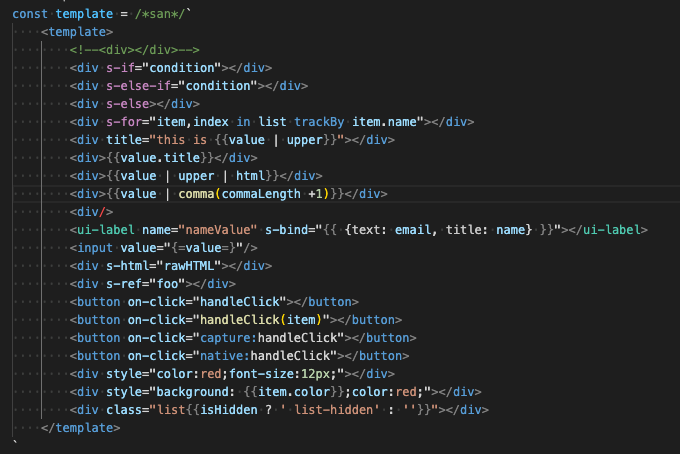 const template = /*san*/`
    <template>
        <!--<div></div>-->
        <div s-if="condition"></div>
        <div s-else-if="condition"></div>
        <div s-else></div>
        <div s-for="item,index in list trackBy item.name"></div>
        <div title="this is {{value | upper}}"></div>
        <div>{{value.title}}</div>
        <div>{{value | upper | html}}</div>
        <div>{{value | comma(commaLength +1)}}</div>
        <div/>
        <ui-label name="nameValue" s-bind="{{ {text: email, title: name} }}"></ui-label>
        <input value="{=value=}"/>
        <div s-html="rawHTML"></div>
        <div s-ref="foo"></div>
        <button on-click="handleClick"></button>
        <button on-click="handleClick(item)"></button>
        <button on-click="capture:handleClick"></button>
        <button on-click="native:handleClick"></button>
        <div style="color:red;font-size:12px;"></div>
        <div style="background: {{item.color}};color:red;"></div>
        <div class="list{{isHidden ? ' list-hidden' : ''}}"></div>
    </template>
`